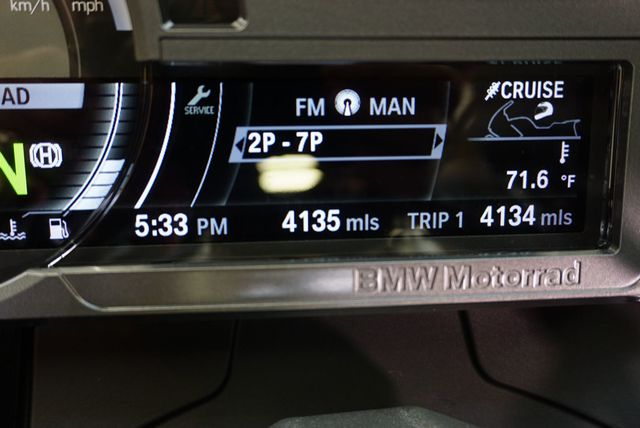 km/h mph
CRUISE
AD
SERVICE
FM MAN
2P - 7P
N
(H)
71.6 °F
5:33 PM 4135 mls TRIP 1 4134 mls
BMW Motorrad